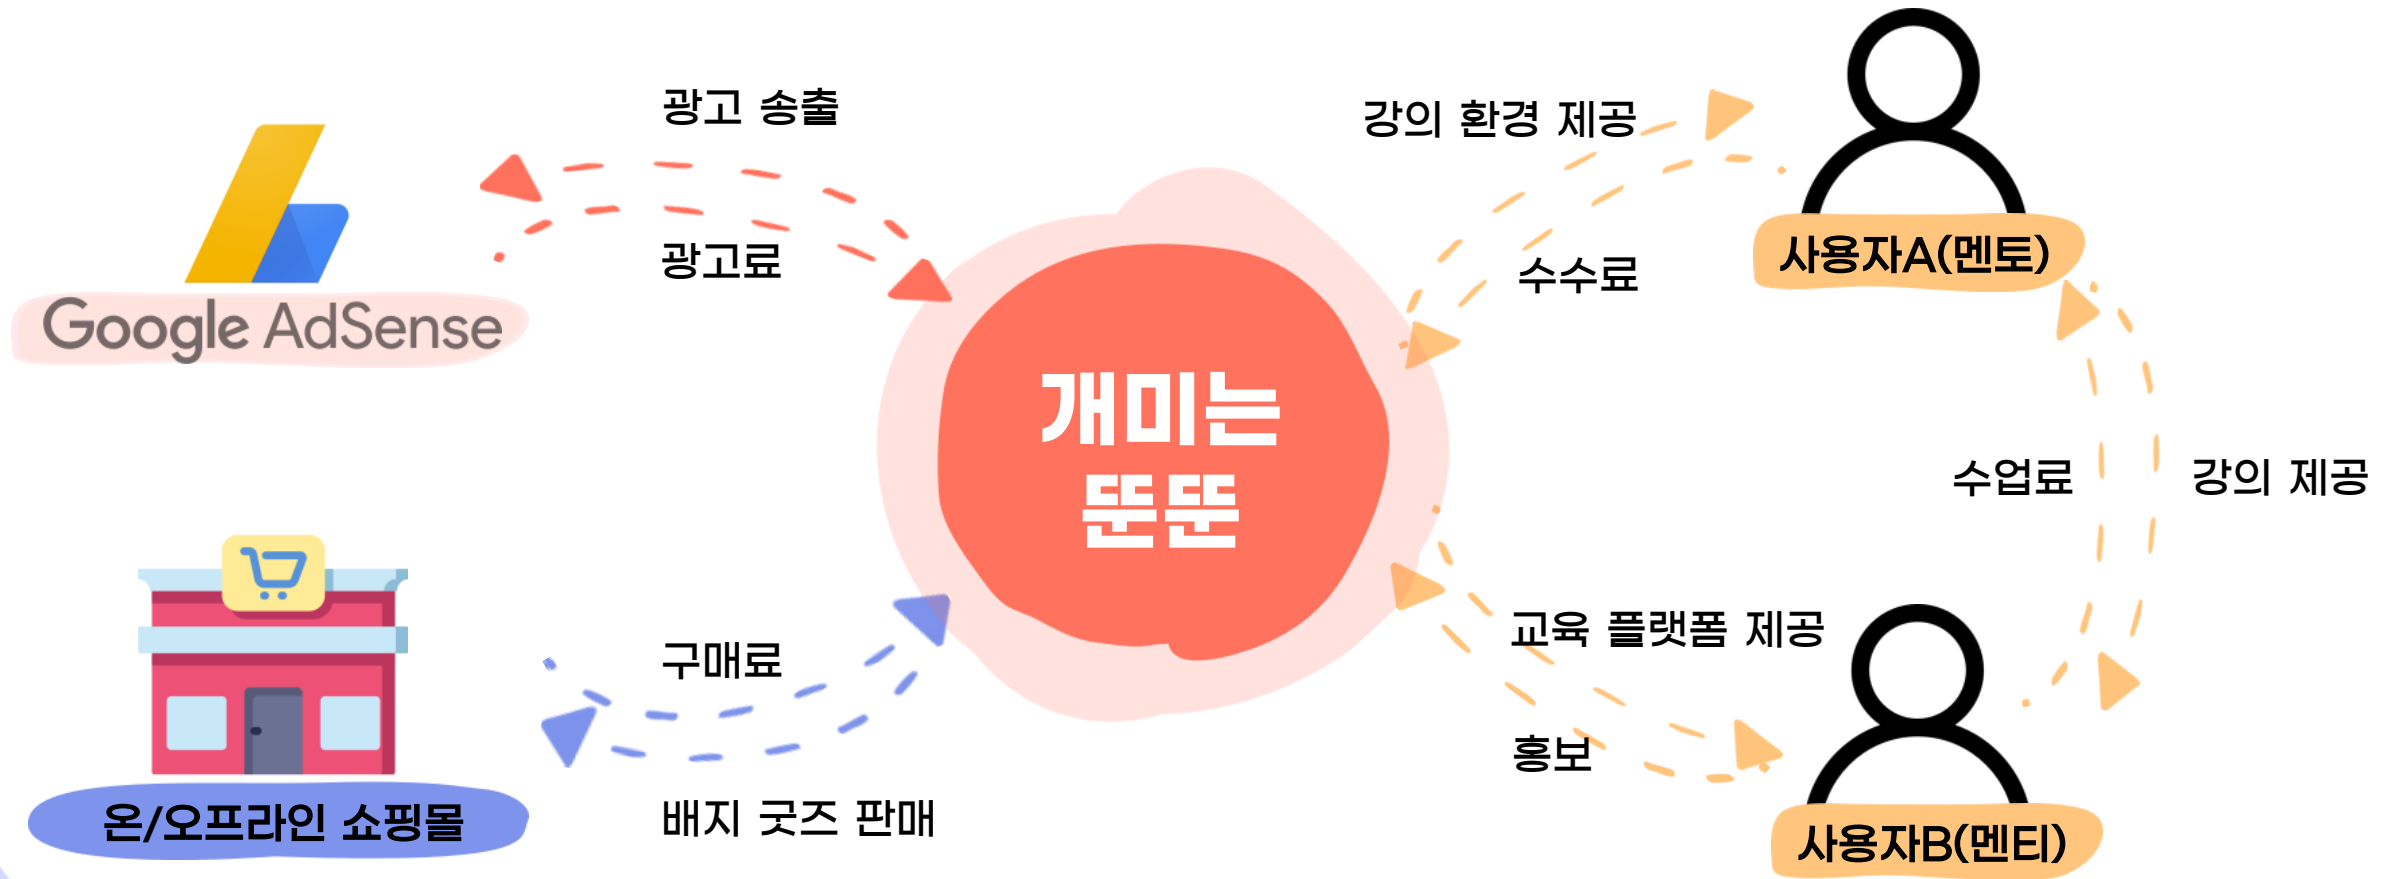 광고 송출
광고료
Google AdSense
강의 환경 제공
수수료
사용자A(멘토)
개미는
뚠뚠
수업료
강의 제공
구매료
배지 굿즈 판매
온/오프라인 쇼핑몰
교육 플랫폼 제공
홍보
사용자B(멘티)